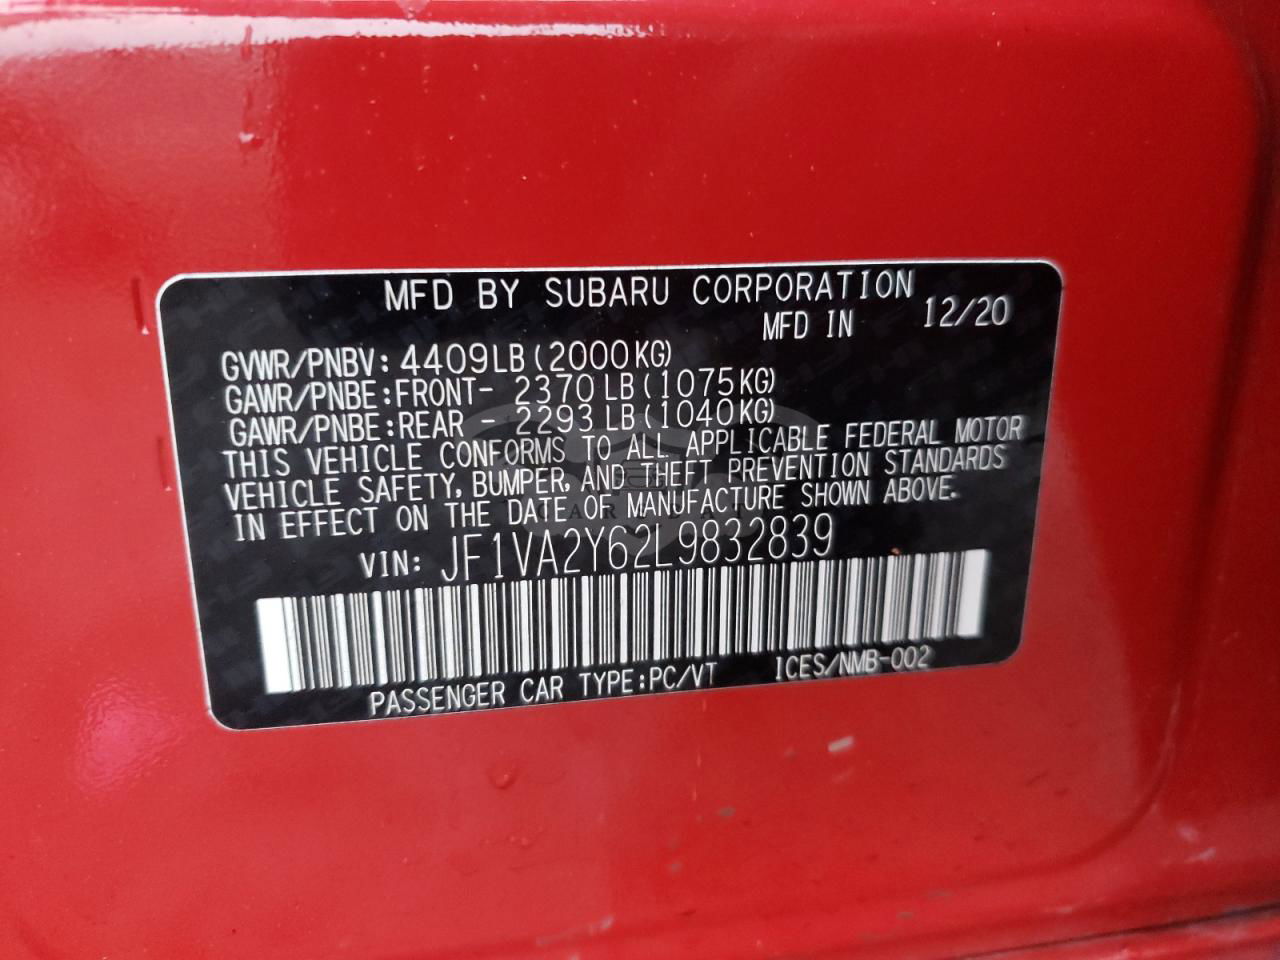 MFD BY SUBARU CORPORATION
MFD IN 12/20
GVWR/PNBV: 4409LB(2000KG)
GAWR/PNBE:FRONT- 2370LB(1075KG)
GAWR/PNBE:REAR - 2293LB(1040KG)
THIS VEHICLE CONFORMS TO ALL APPLICABLE FEDERAL MOTOR
VEHICLE SAFETY, BUMPER, AND THEFT PREVENTION STANDARDS
IN EFFECT ON THE DATE OF MANUFACTURE SHOWN ABOVE.
VIN: JF1VA2Y62L9832839
PASSENGER CAR TYPE:PC/VT ICES/NMB-002